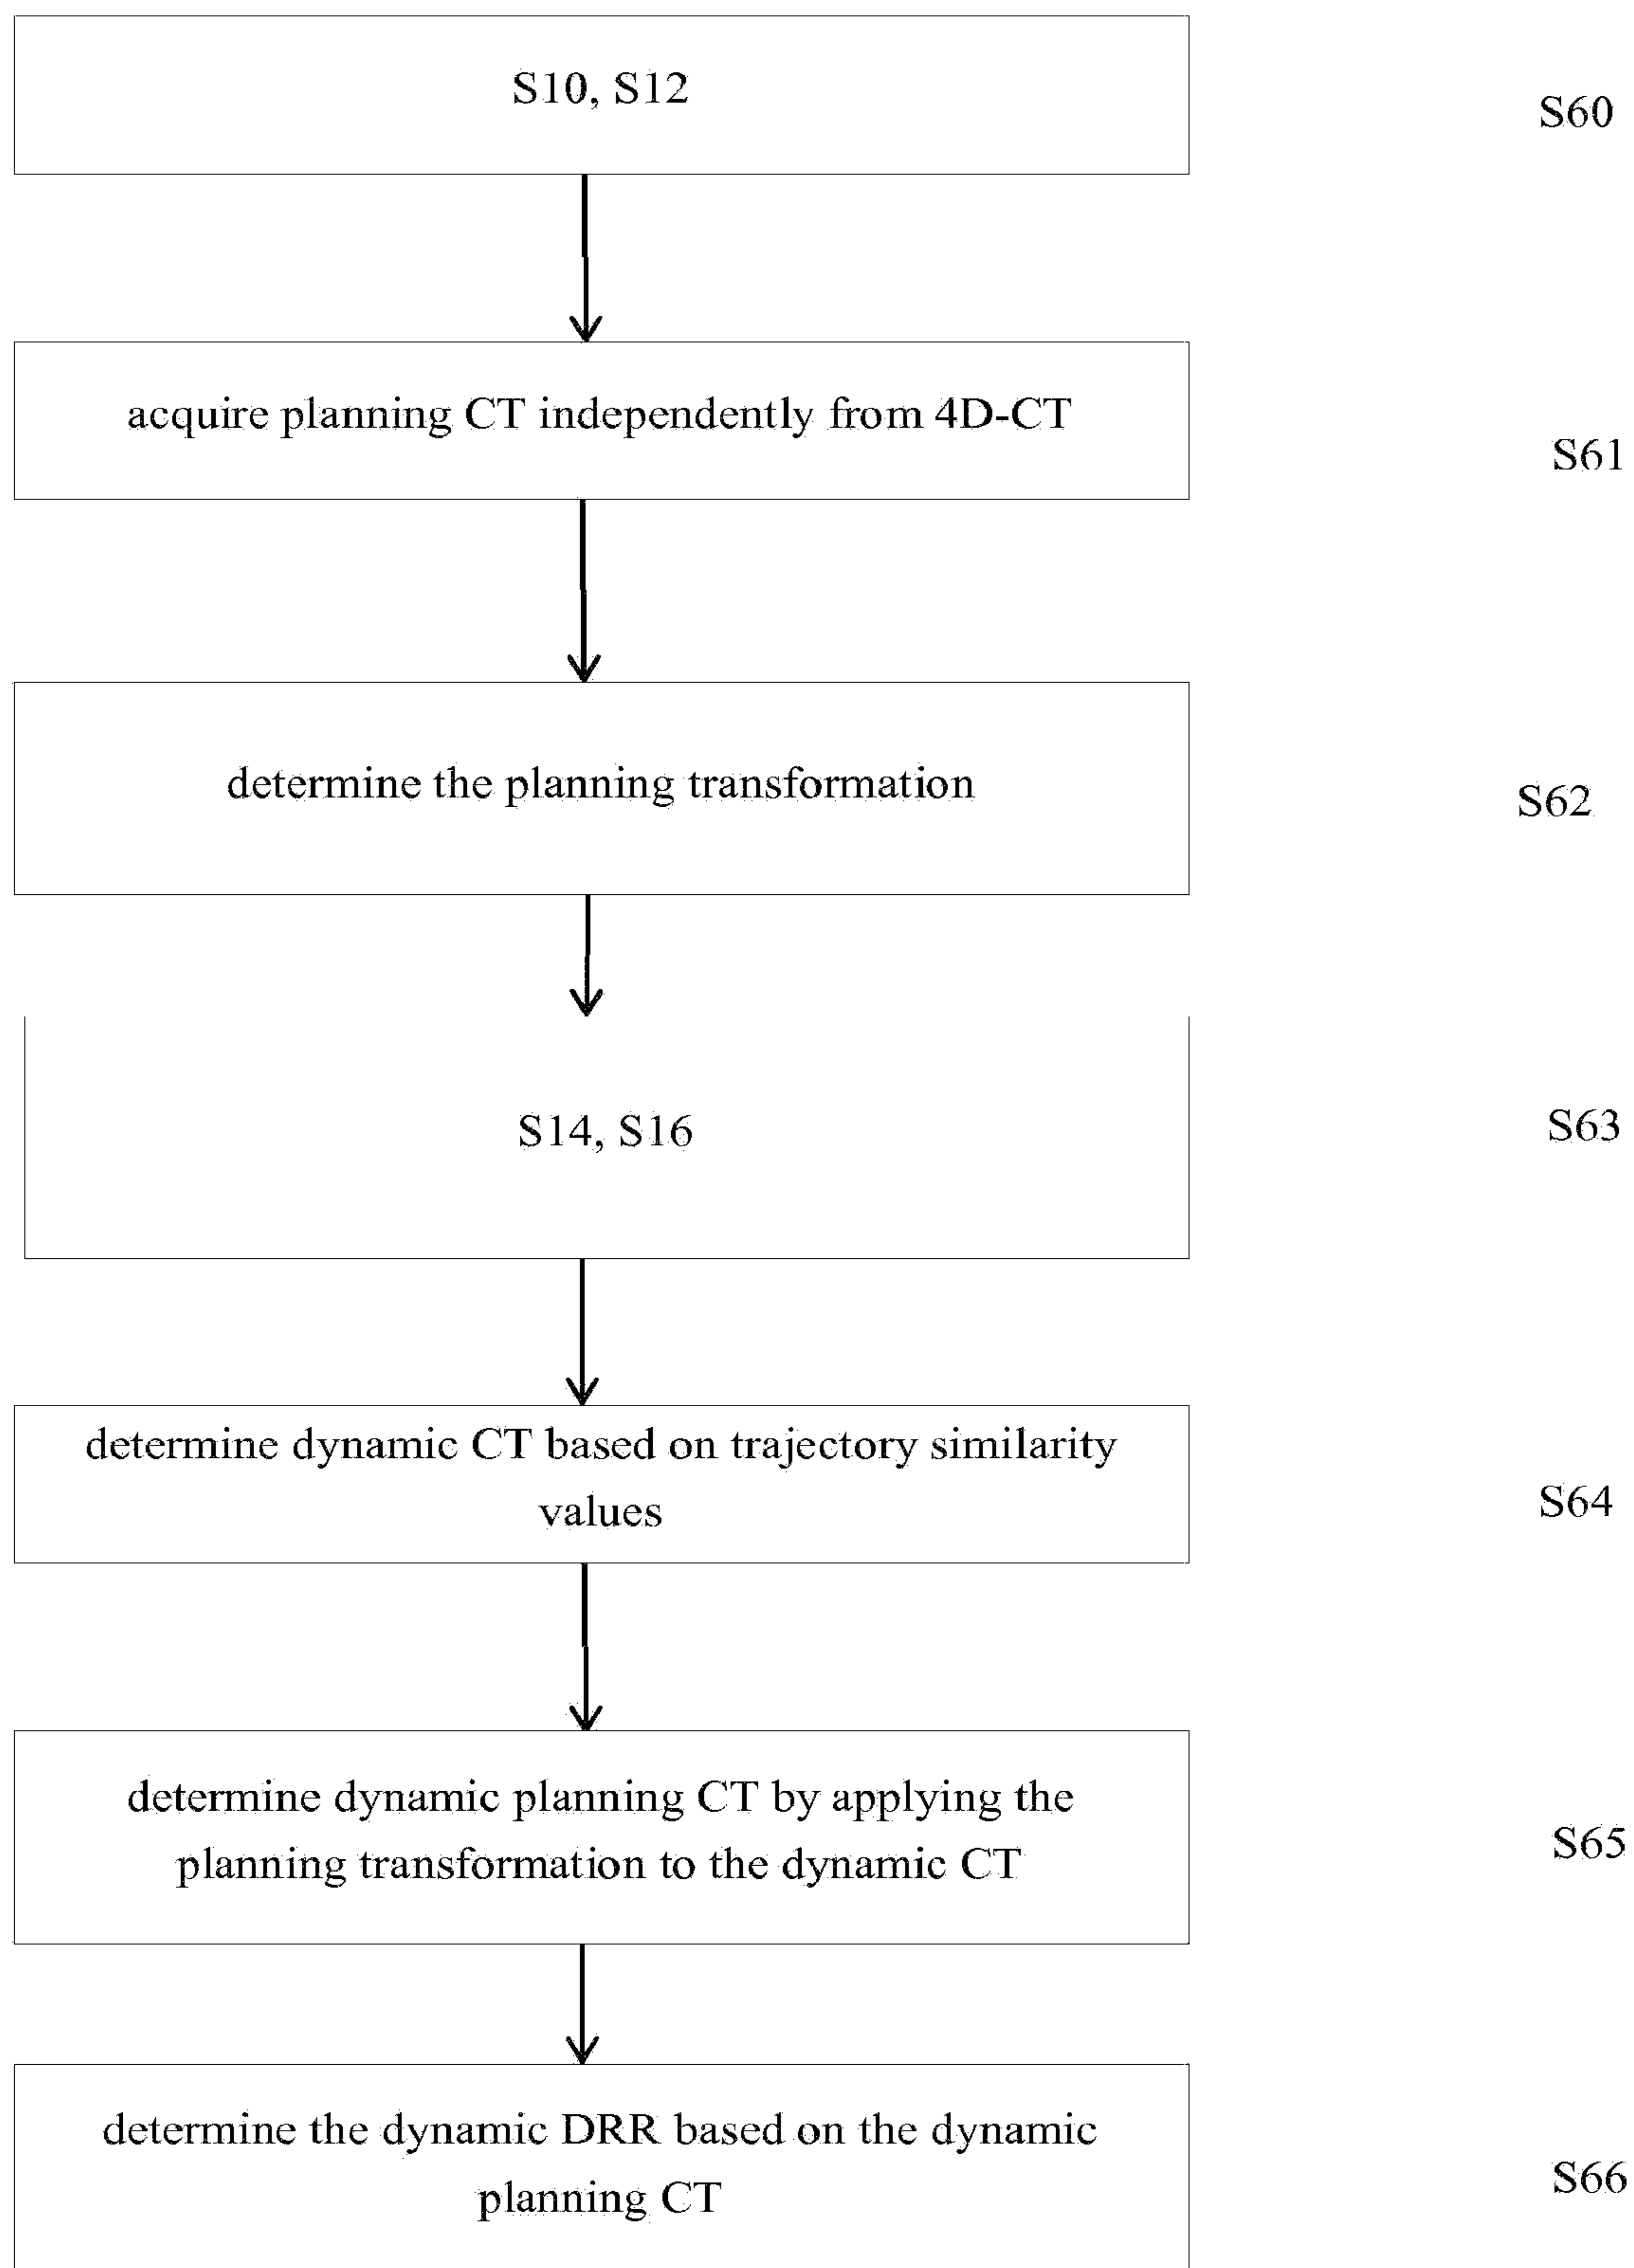 S10, S12
S60
acquire planning CT independently from 4D-CT
S61
determine the planning transformation
S62
S14, S16
S63
determine dynamic CT based on trajectory similarity
values
S64
determine dynamic planning CT by applying the
planning transformation to the dynamic CT
S65
determine the dynamic DRR based on the dynamic
planning CT
S66